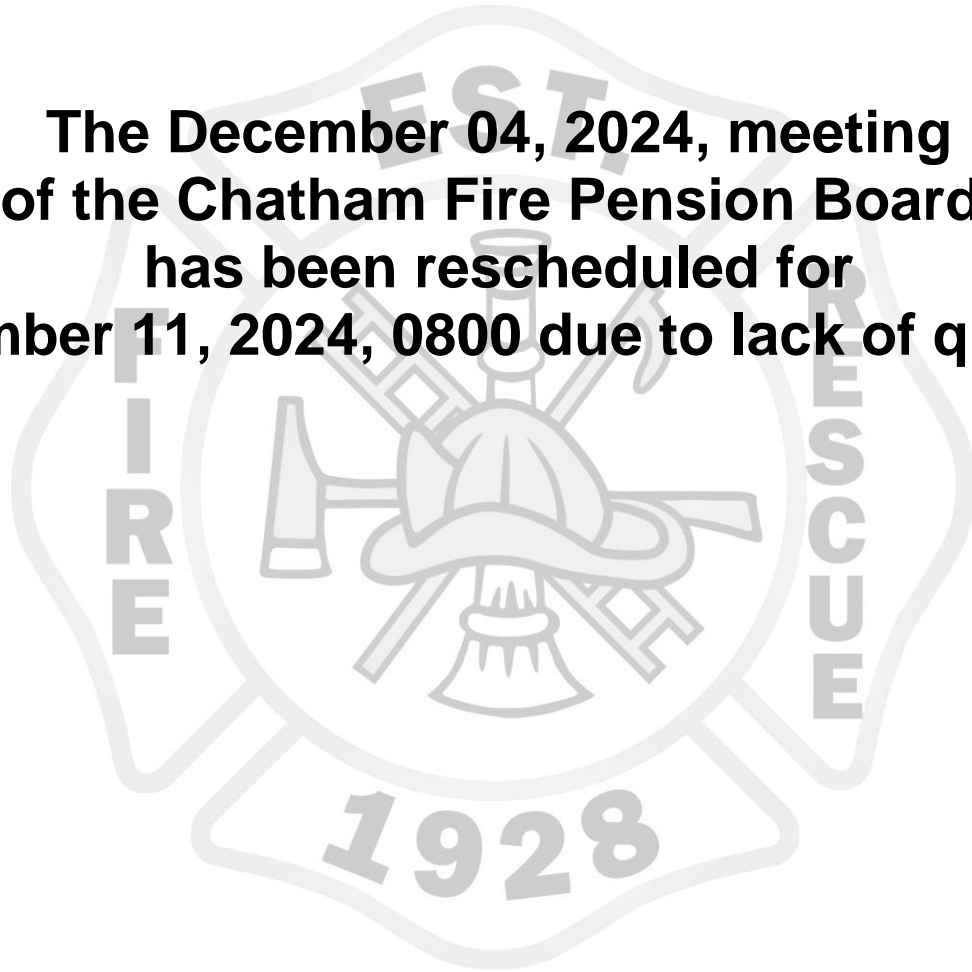 EST.
The December 04, 2024, meeting
of the Chatham Fire Pension Board
has been rescheduled for
11, 2024, 0800 due to lack of
FIRE
RESCUE
1928